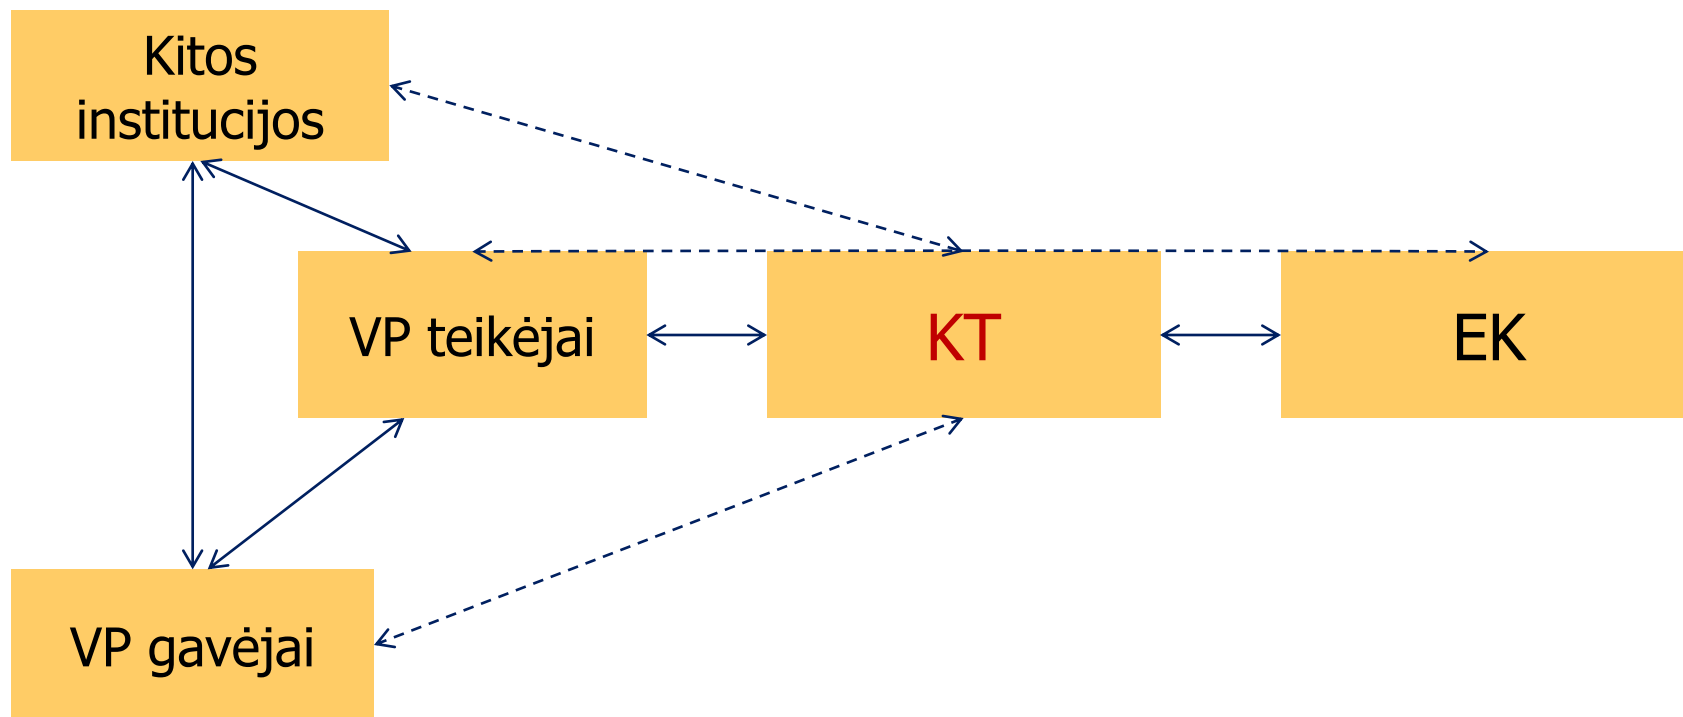 Kitos
institucijos
VP teikėjai
KT
EK
VP gavėjai